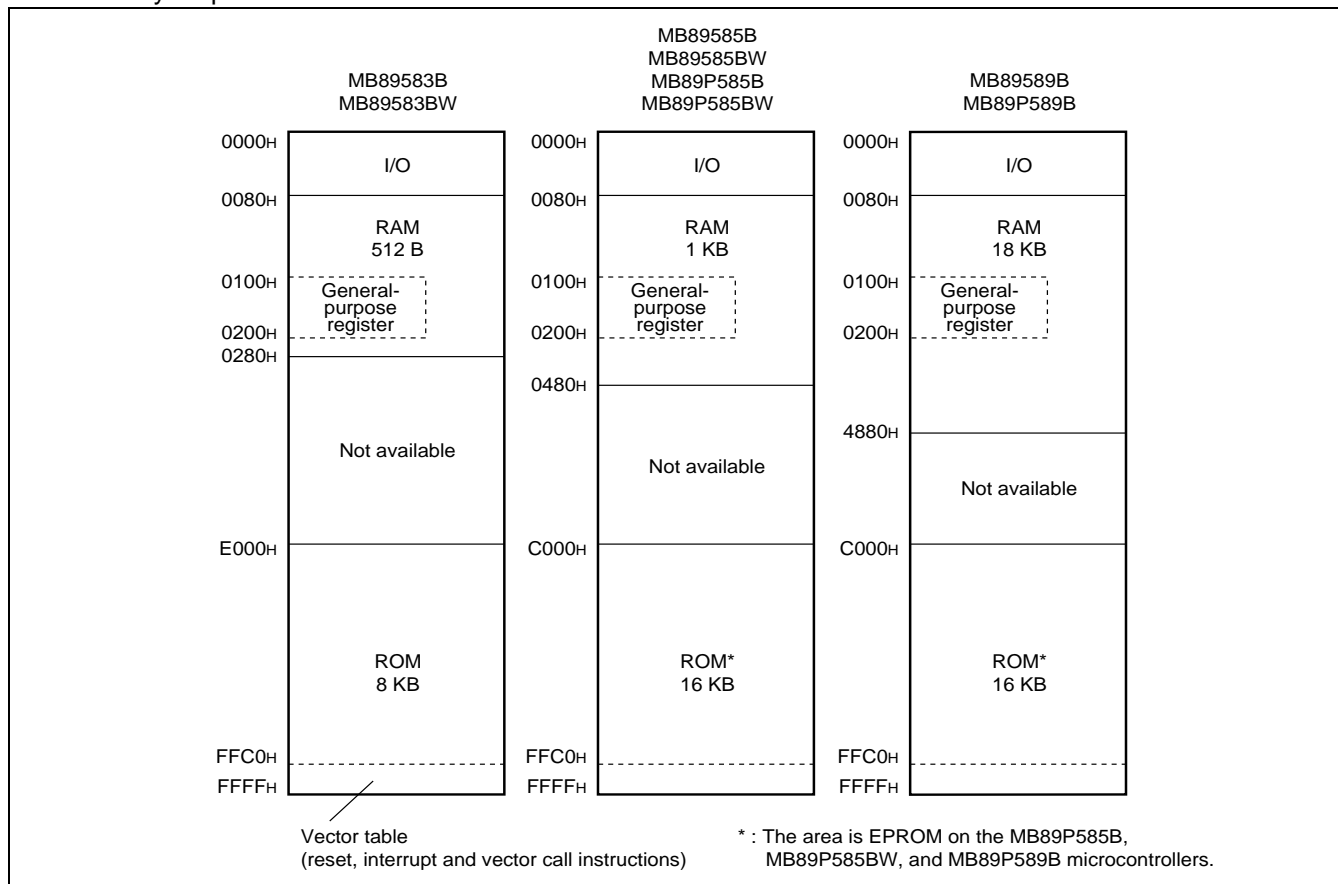 MB89583B
MB89583BW
0000H
I/O
0080H
RAM
512 B
0100H
General-
purpose
register
0200H
0280H
Not available
E000H
ROM
8 KB
FFC0H
FFFFH
MB89585B
MB89585BW
MB89P585B
MB89P585BW
0000H
I/O
0080H
RAM
1 KB
0100H
General-
purpose
register
0200H
0480H
Not available
C000H
ROM*
16 KB
FFC0H
FFFFH
MB89589B
MB89P589B
0000H
I/O
0080H
RAM
18 KB
0100H
General-
purpose
register
0200H
4880H
Not available
C000H
ROM*
16 KB
FFC0H
FFFFH
Vector table
(reset, interrupt and vector call instructions)
* : The area is EPROM on the MB89P585B,
MB89P585BW, and MB89P589B microcontrollers.